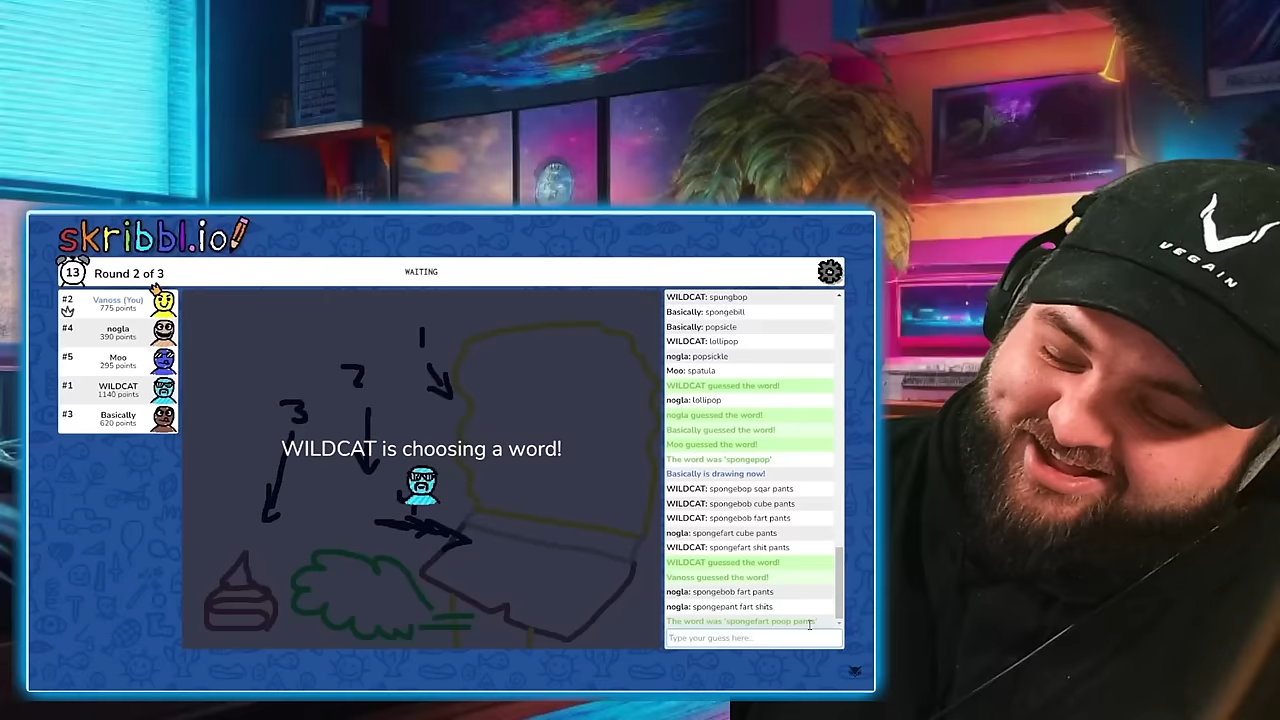 skribbl.io
13
Round 2 of 3
WAITING
#2
Vanoss (You)
775 points
#4
nogla
390 points
#5
Moo
295 points
#1
WILDCAT
1140 points
#3
Basically
620 points
1
2
3
WILDCAT is choosing a word!
WILDCAT: spungbop
Basically: spongebill
Basically: popsicle
WILDCAT: lollipop
nogla: popsickle
Moo: spatula
WILDCAT guessed the word!
nogla: lollipop
nogla guessed the word!
Basically guessed the word!
Moo guessed the word!
The word was 'spongepop'
Basically is drawing now!
WILDCAT: spongebop sqar pants
WILDCAT: spongebob cube pants
WILDCAT: spongebob fart pants
nogla: spongefart cube pants
WILDCAT: spongefart shit pants
WILDCAT guessed the word!
Vanoss guessed the word!
nogla: spongebob fart pants
nogla: spongepant fart shits
The word was 'spongefart poop pants'
Type your guess here...
VEGAIN